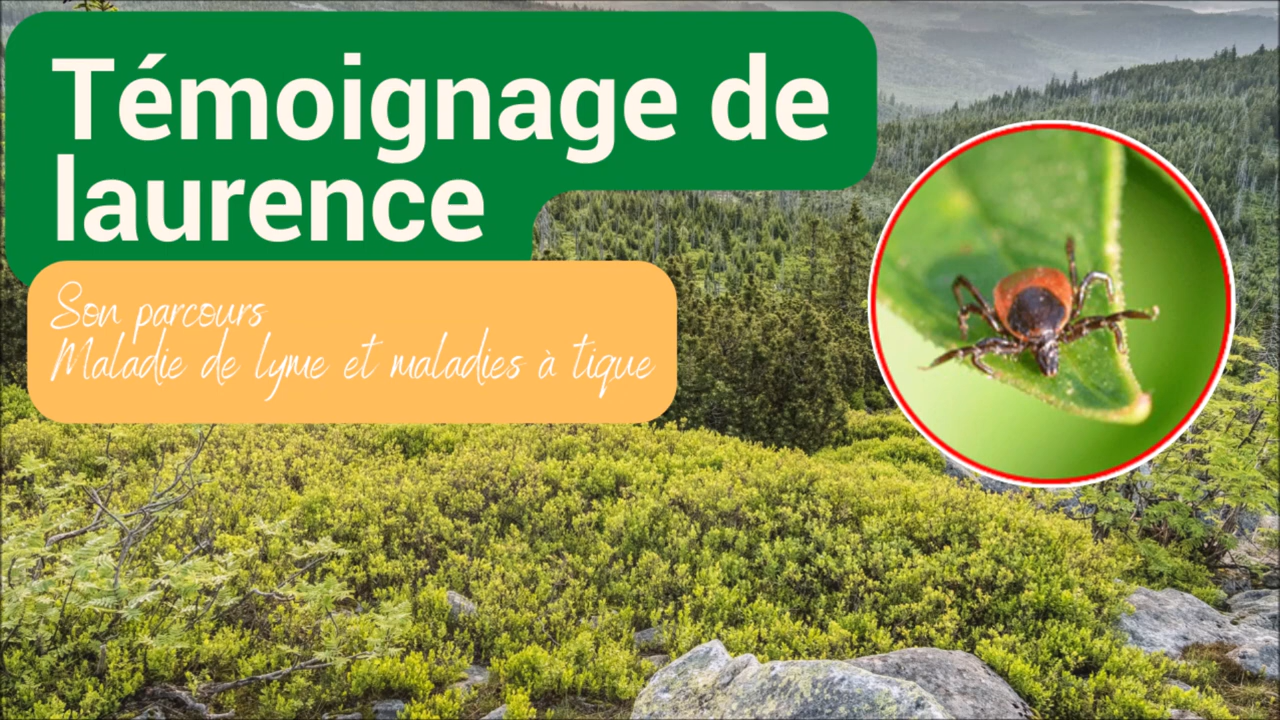 Témoignage de
laurence
Son parcours
Maladie de lyme et maladies à tique